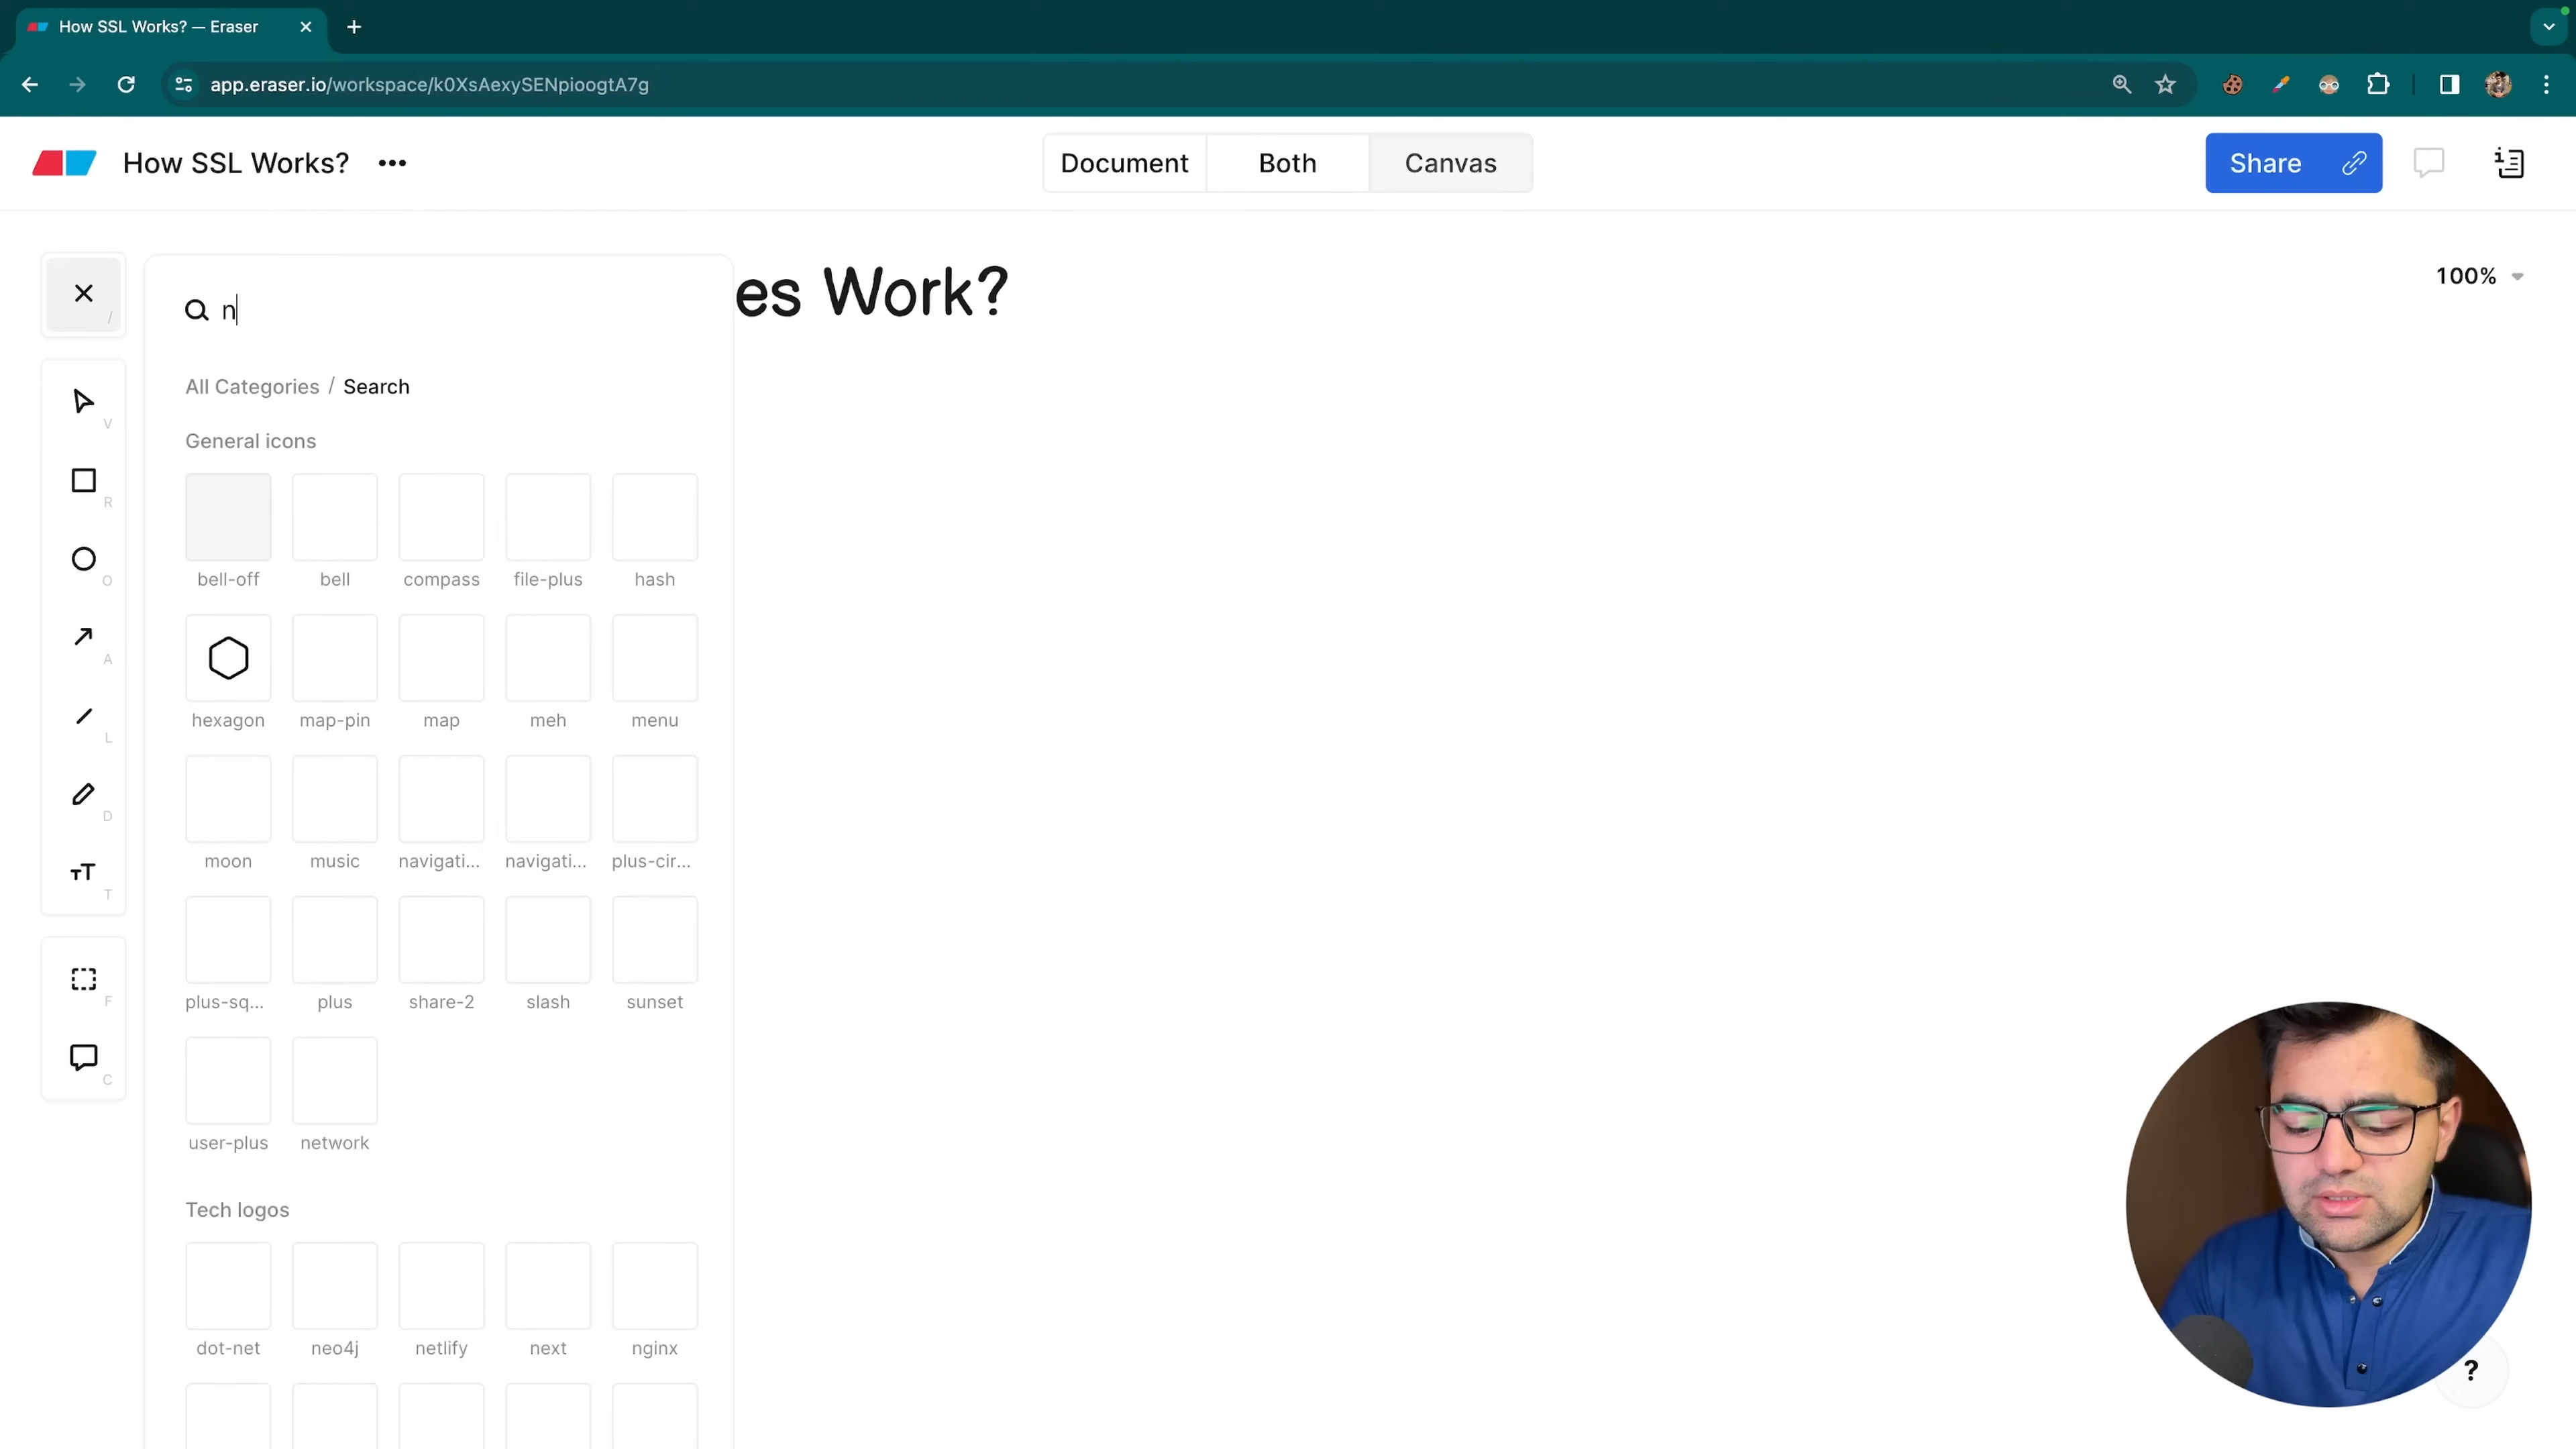 How SSL Works? — Eraser
app.eraser.io/workspace/k0XsAexySENpioogtA7g
How SSL Works?
Document
Both
Canvas
Share
es Work?
100%
n
/
All Categories / Search
General icons
V
R
O
A
L
D
T
F
C
bell-off bell compass file-plus hash
hexagon map-pin map meh menu
moon music navigati... navigati... plus-cir...
plus-sq... plus share-2 slash sunset
user-plus network
Tech logos
dot-net neo4j netlify next nginx
?